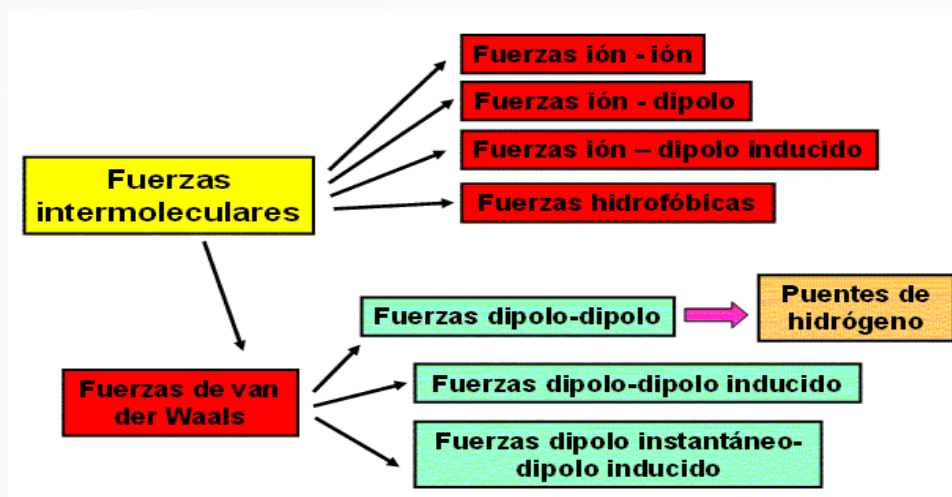 Fuerzas ión - ión
Fuerzas ión - dipolo
Fuerzas ión – dipolo inducido
Fuerzas hidrofóbicas
Fuerzas
intermoleculares
Fuerzas dipolo-dipolo
Puentes de
hidrógeno
Fuerzas de van
der Waals
Fuerzas dipolo-dipolo inducido
Fuerzas dipolo instantáneo-
dipolo inducido